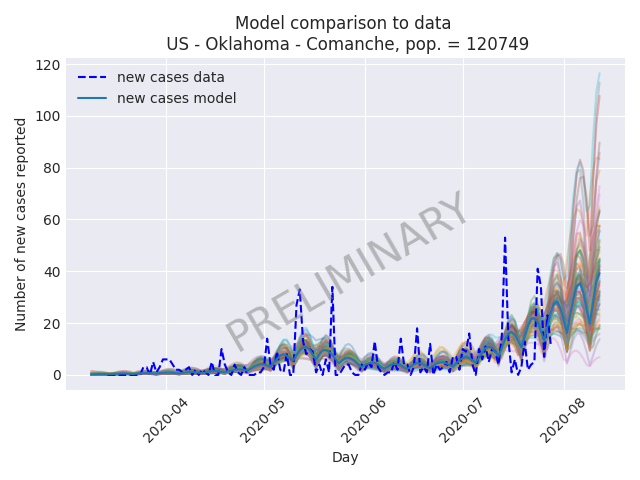 Model comparison to data
US - Oklahoma - Comanche, pop. = 120749
120
100
80
60
40
20
0
Number of new cases reported
new cases data
new cases model
PRELIMINARY
2020-04
2020-05
2020-06
2020-07
2020-08
Day